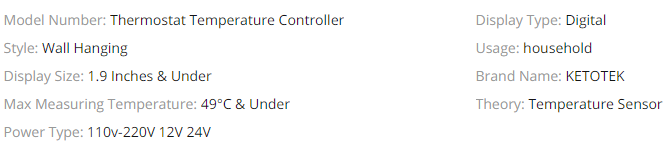 Model Number: Thermostat Temperature Controller
Display Type: Digital
Style: Wall Hanging
Usage: household
Display Size: 1.9 Inches & Under
Brand Name: KETOTEK
Max Measuring Temperature: 49°C & Under
Theory: Temperature Sensor
Power Type: 110v-220V 12V 24V